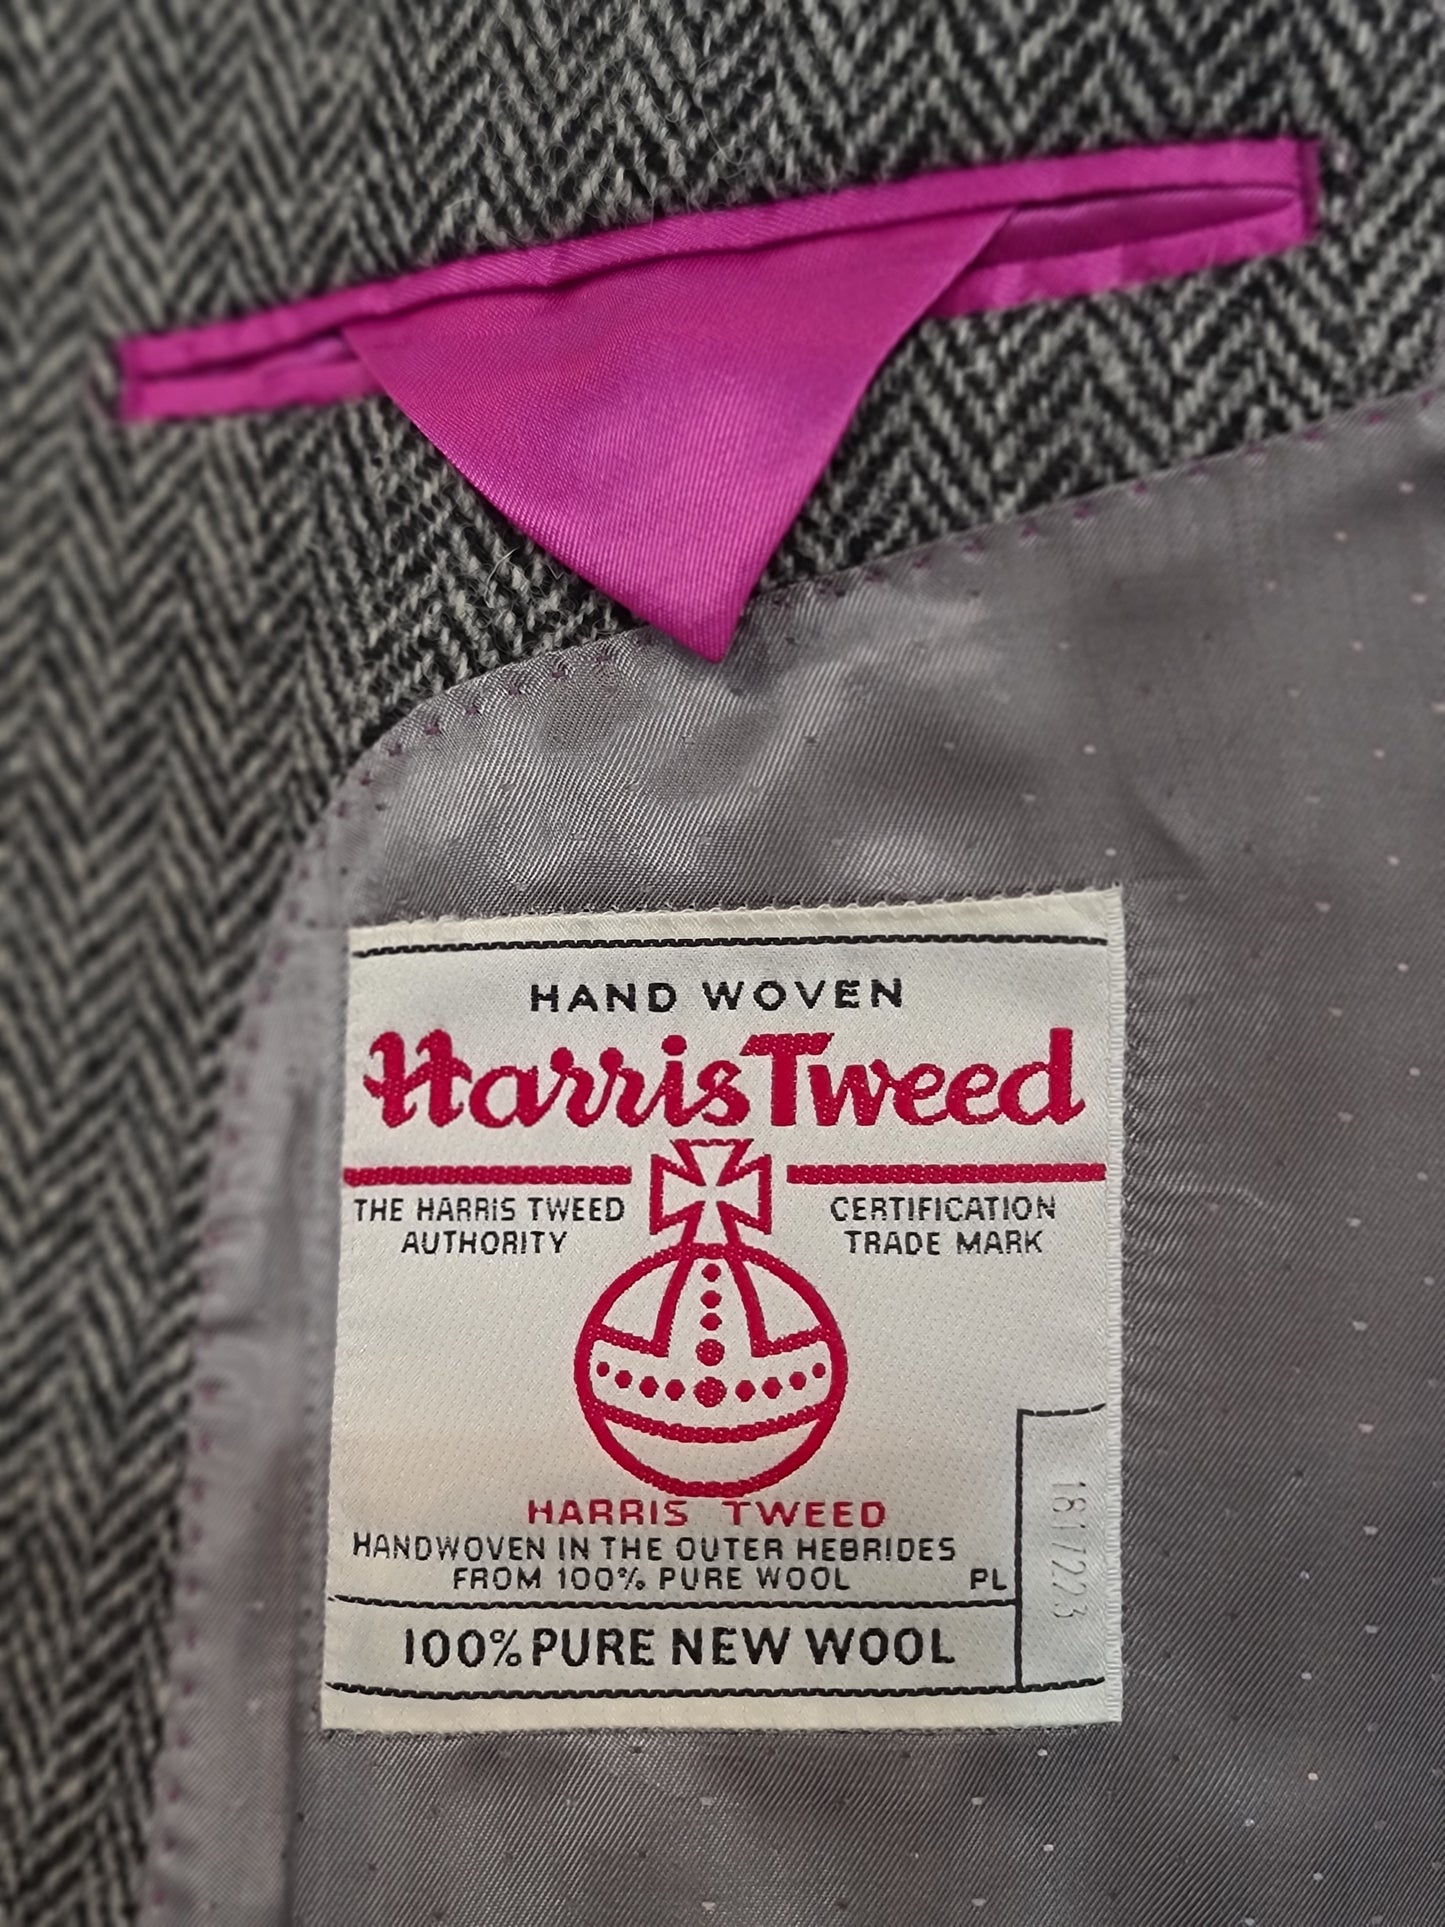 HAND WOVEN
Harris Tweed
THE HARRIS TWEED
AUTHORITY
CERTIFICATION
TRADE MARK
HARRIS TWEED
HANDWOVEN IN THE OUTER HEBRIDES
FROM 100% PURE WOOL
PL
100% PURE NEW WOOL
1817223